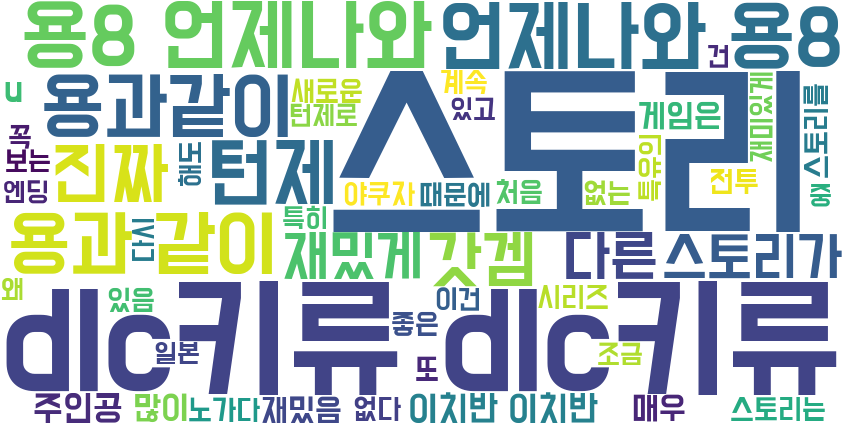 용8 언제나와 언제나와 건 용8
u 용과같이 새로운 계속 있고 스토리 게임은 재미있게 스토리를
꼭 턴제로
보는 진짜 해도 턴제 특유인
엔딩 야쿠자 때문에 처음 없는 전투 중
용과 시다 같이 특히
재밌게 갓겜 다른 스토리가
왜 있음 이건 시리즈
dlc키류 좋은 dlc키류
일본 또 조금
주인공 많이 노가다 재밌음 없다 이치반 이치반 매우 스토리는